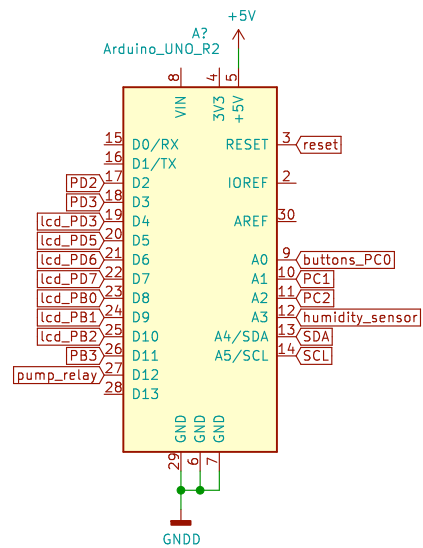 +5V
A?
Arduino_UNO_R2
8 4 5
VIN 3V3 +5V
15 D0/RX RESET 3 reset
16 D1/TX
PD2 17 D2 IOREF 2
PD3 18 D3
lcd_PD3 19 D4 AREF 30
lcd_PD5 20 D5
lcd_PD6 21 D6 A0 9 buttons_PC0
lcd_PD7 22 D7 A1 10 PC1
lcd_PB0 23 D8 A2 11 PC2
lcd_PB1 24 D9 A3 12 humidity_sensor
lcd_PB2 25 D10 A4/SDA 13 SDA
PB3 26 D11 A5/SCL 14 SCL
pump_relay 27 D12
28 D13
GND GND GND
29 6 7
GNDD